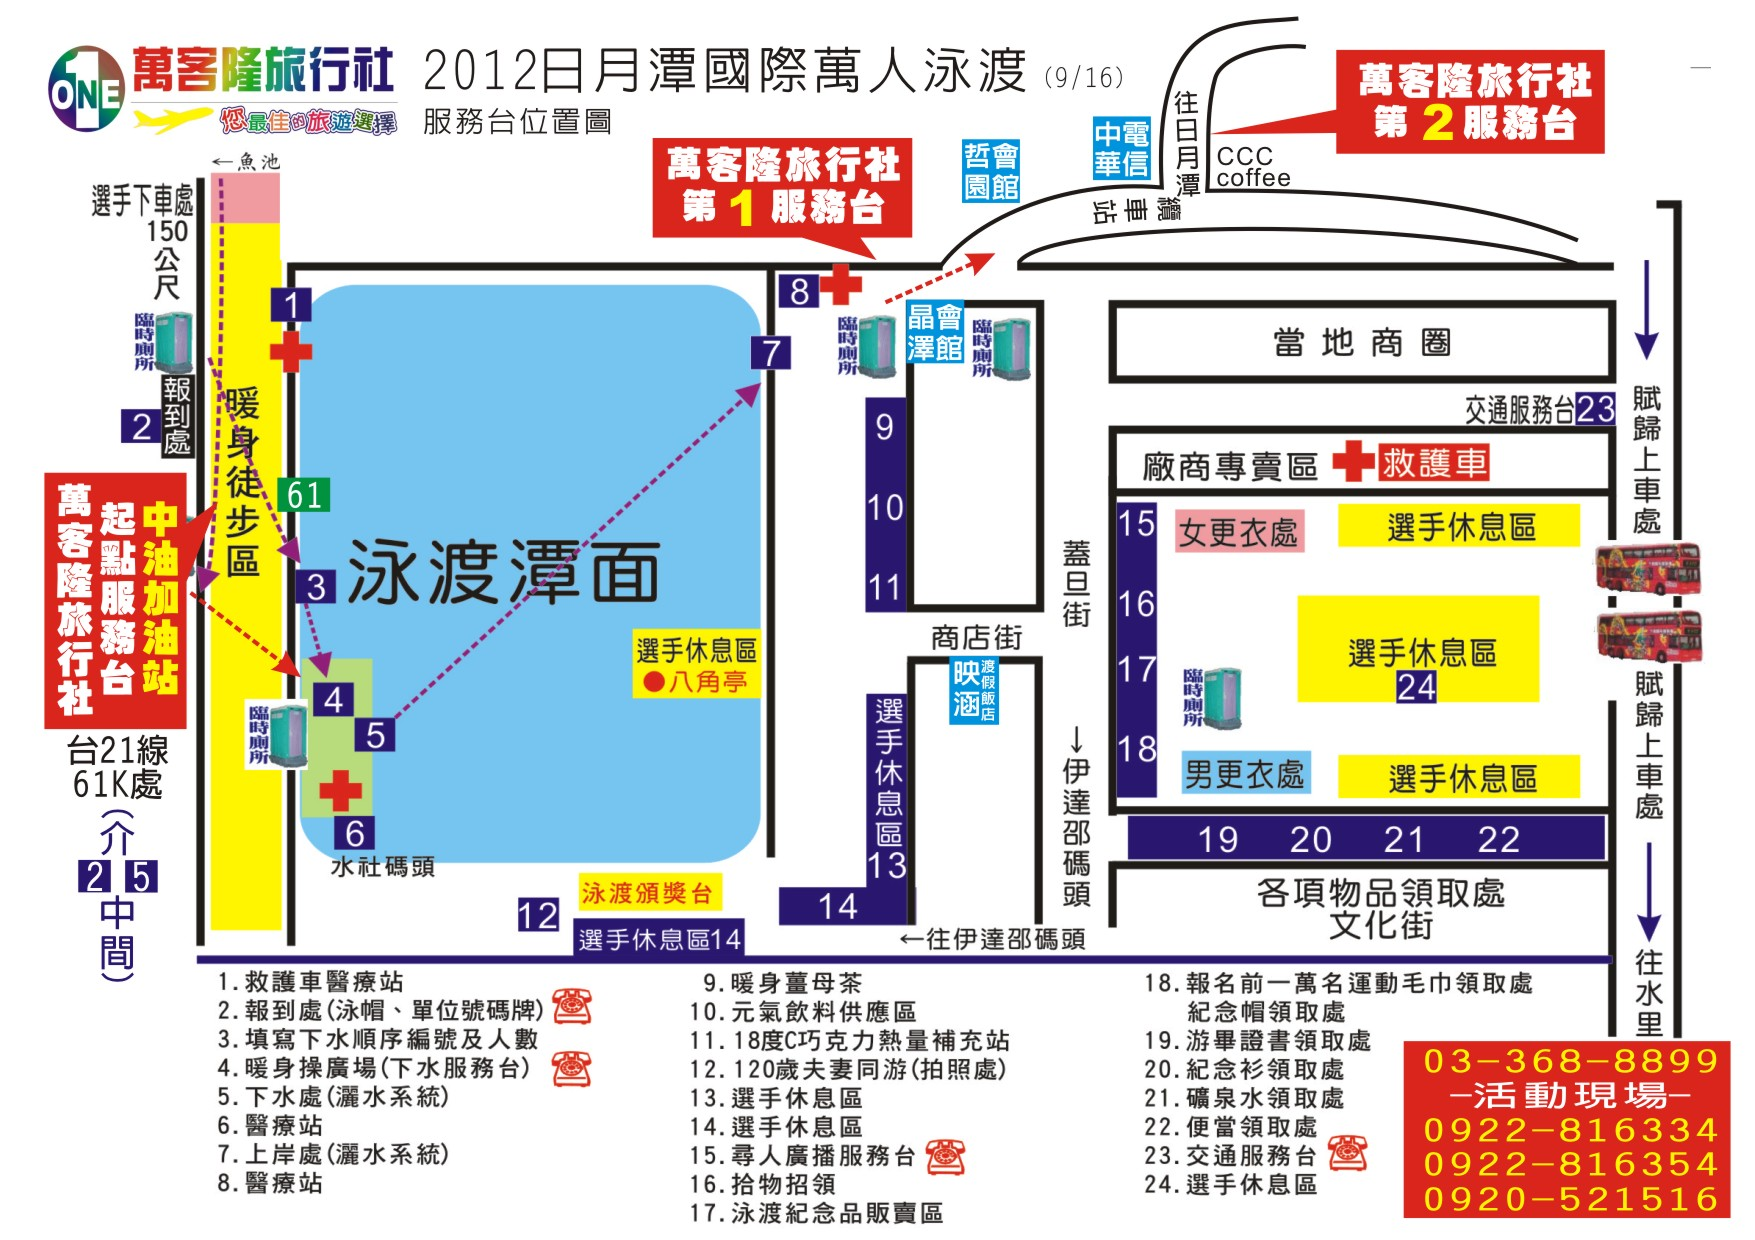 ONE
萬客隆旅行社
您最佳的旅遊選擇
2012日月潭國際萬人泳渡(9/16)
服務台位置圖
萬客隆旅行社
第1服務台
萬客隆旅行社
第2服務台
哲園會館
中華電信
往日月潭
CCC
coffee
纜車站
←魚池
選手下車處
150
公尺
臨時廁所
報到處
2
暖身徒步區
1
61
3
泳渡潭面
4
5
6
水社碼頭
臨時廁所
中油加油站
起點服務台
萬客隆旅行社
台21線
61K處
(介
2 5
中間)
選手休息區
●八角亭
7
8
臨時廁所
晶澤會館
臨時廁所
9
10
11
商店街
映涵渡假飯店
選手休息區
13
14
12
泳渡頒獎台
選手休息區14
←往伊達邵碼頭
蓋旦街
→伊達邵碼頭
當地商圈
交通服務台23
廠商專賣區
救護車
15
女更衣處
選手休息區
16
選手休息區
24
17
臨時廁所
18
男更衣處
選手休息區
19 20 21 22
各項物品領取處
文化街
賦歸上車處
賦歸上車處
往水里
1.救護車醫療站
2.報到處(泳帽、單位號碼牌)
3.填寫下水順序編號及人數
4.暖身操廣場(下水服務台)
5.下水處(灑水系統)
6.醫療站
7.上岸處(灑水系統)
8.醫療站
9.暖身薑母茶
10.元氣飲料供應區
11.18度C巧克力熱量補充站
12.120歲夫妻同游(拍照處)
13.選手休息區
14.選手休息區
15.尋人廣播服務台
16.拾物招領
17.泳渡紀念品販賣區
18.報名前一萬名運動毛巾領取處
紀念帽領取處
19.游畢證書領取處
20.紀念衫領取處
21.礦泉水領取處
22.便當領取處
23.交通服務台
24.選手休息區
03-368-8899
-活動現場-
0922-816334
0922-816354
0920-521516